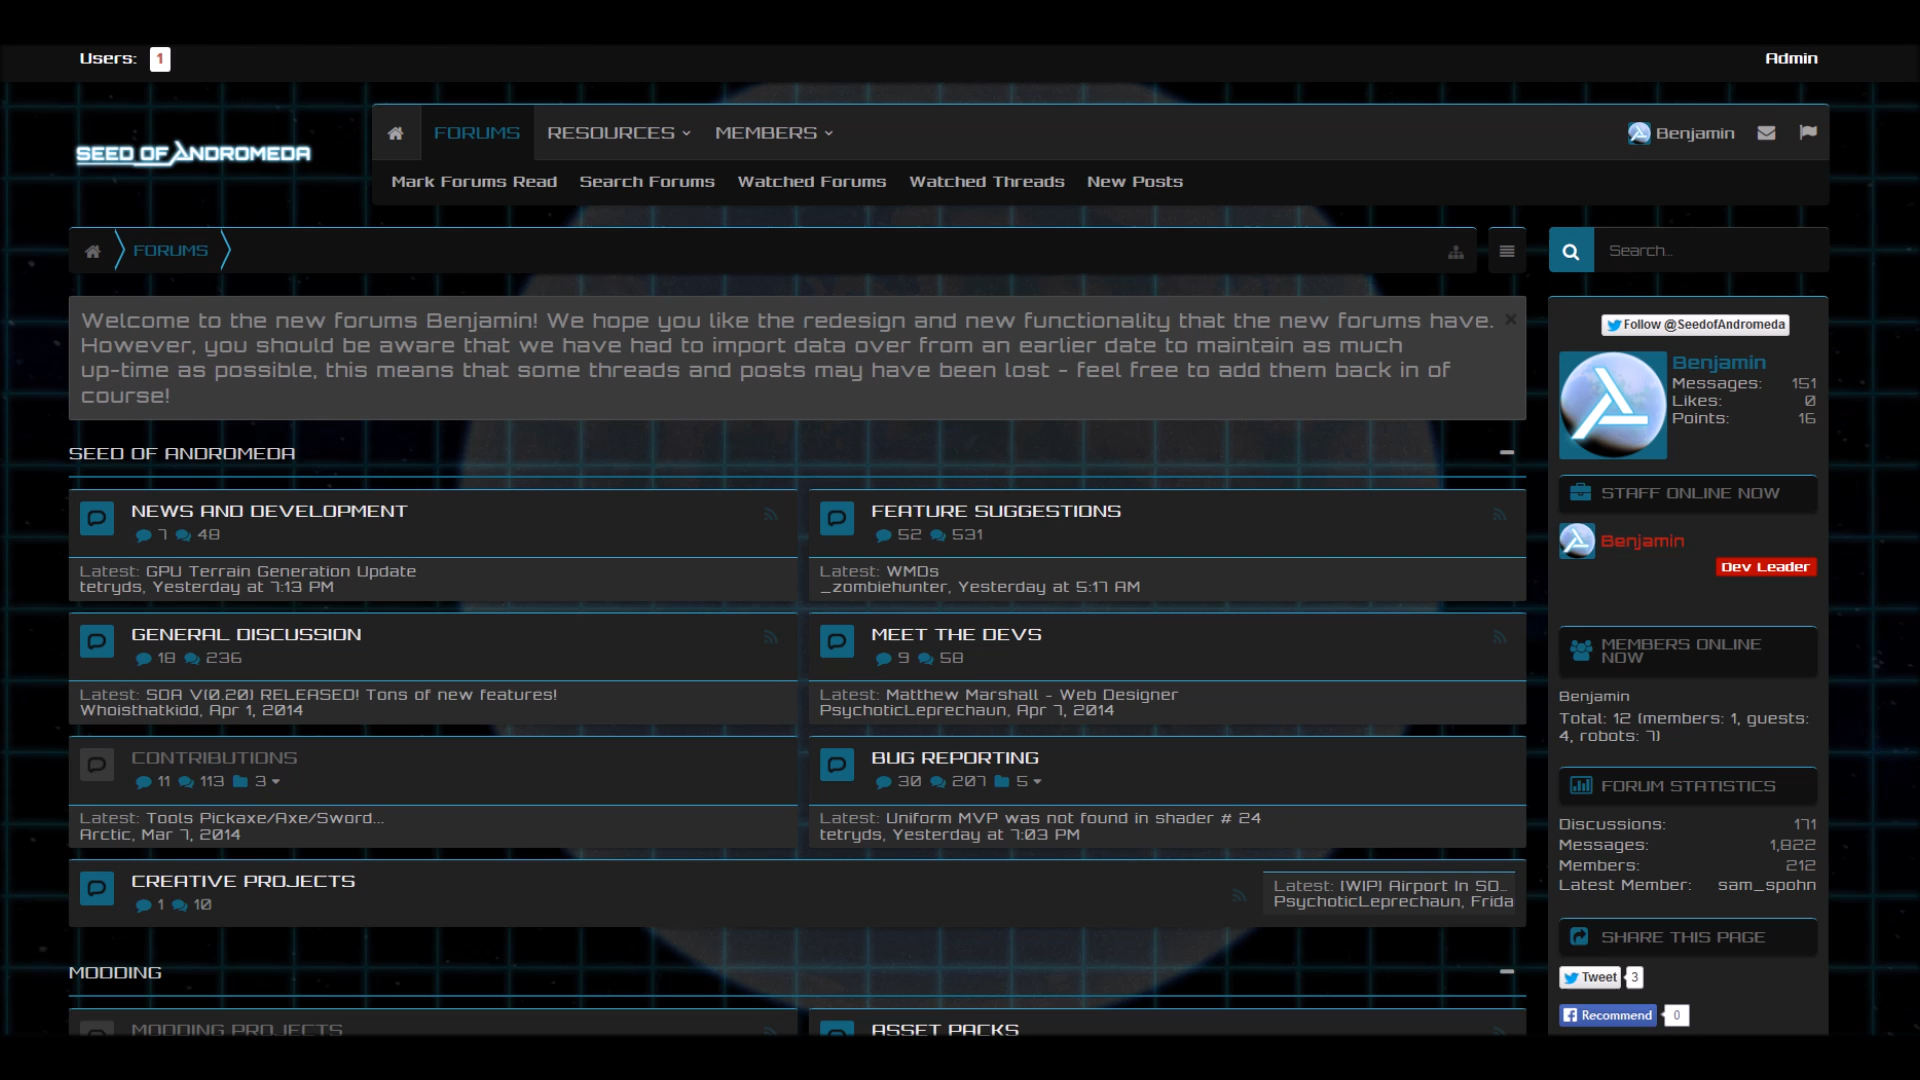 Users: 1
Admin
SEED OF ANDROMEDA
FORUMS RESOURCES MEMBERS
Benjamin
Mark Forums Read Search Forums Watched Forums Watched Threads New Posts
FORUMS
Search...
Welcome to the new forums Benjamin! We hope you like the redesign and new functionality that the new forums have.
However, you should be aware that we have had to import data over from an earlier date to maintain as much
up-time as possible, this means that some threads and posts may have been lost - feel free to add them back in of
course!
SEED OF ANDROMEDA
NEWS AND DEVELOPMENT
7 48
Latest: GPU Terrain Generation Update
tetryds, Yesterday at 7:13 PM
FEATURE SUGGESTIONS
52 531
Latest: WMDs
_zombiehunter, Yesterday at 5:17 AM
GENERAL DISCUSSION
18 236
Latest: SOA V(0.20) RELEASED! Tons of new features!
Whoisthatkidd, Apr 1, 2014
MEET THE DEVS
9 58
Latest: Matthew Marshall - Web Designer
PsychoticLeprechaun, Apr 7, 2014
CONTRIBUTIONS
11 113 3
Latest: Tools Pickaxe/Axe/Sword...
Arctic, Mar 7, 2014
BUG REPORTING
30 207 5
Latest: Uniform MVP was not found in shader # 24
tetryds, Yesterday at 7:03 PM
CREATIVE PROJECTS
1 10
Latest: [WIP] Airport In SO...
PsychoticLeprechaun, Frida
MODDING
MODDING PROJECTS
ASSET PACKS
Follow @SeedofAndromeda
Benjamin
Messages: 151
Likes: 0
Points: 16
STAFF ONLINE NOW
Benjamin
Dev Leader
MEMBERS ONLINE
NOW
Benjamin
Total: 12 (members: 1, guests:
4, robots: 7)
FORUM STATISTICS
Discussions: 171
Messages: 1,822
Members: 212
Latest Member: sam_spohn
SHARE THIS PAGE
Tweet 3
Recommend 0